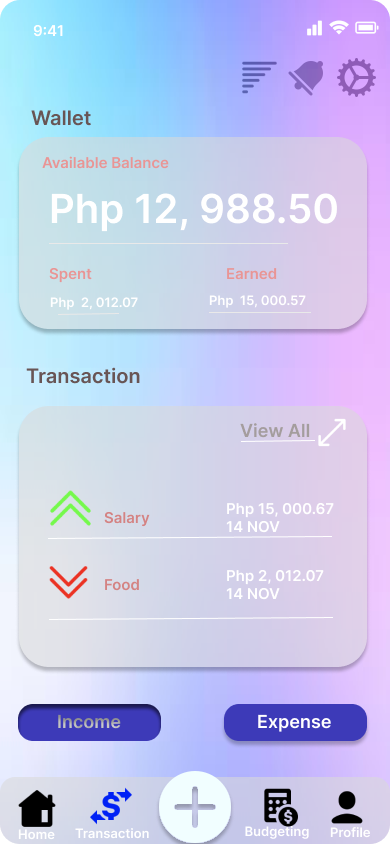 9:41
Wallet
Available Balance
Php 12, 988.50
Spent
Earned
Php 2, 012.07
Php 15, 000.57
Transaction
View All
Salary
Php 15, 000.67
14 NOV
Food
Php 2, 012.07
14 NOV
Income
Expense
Home
Transaction
Budgeting
Profile